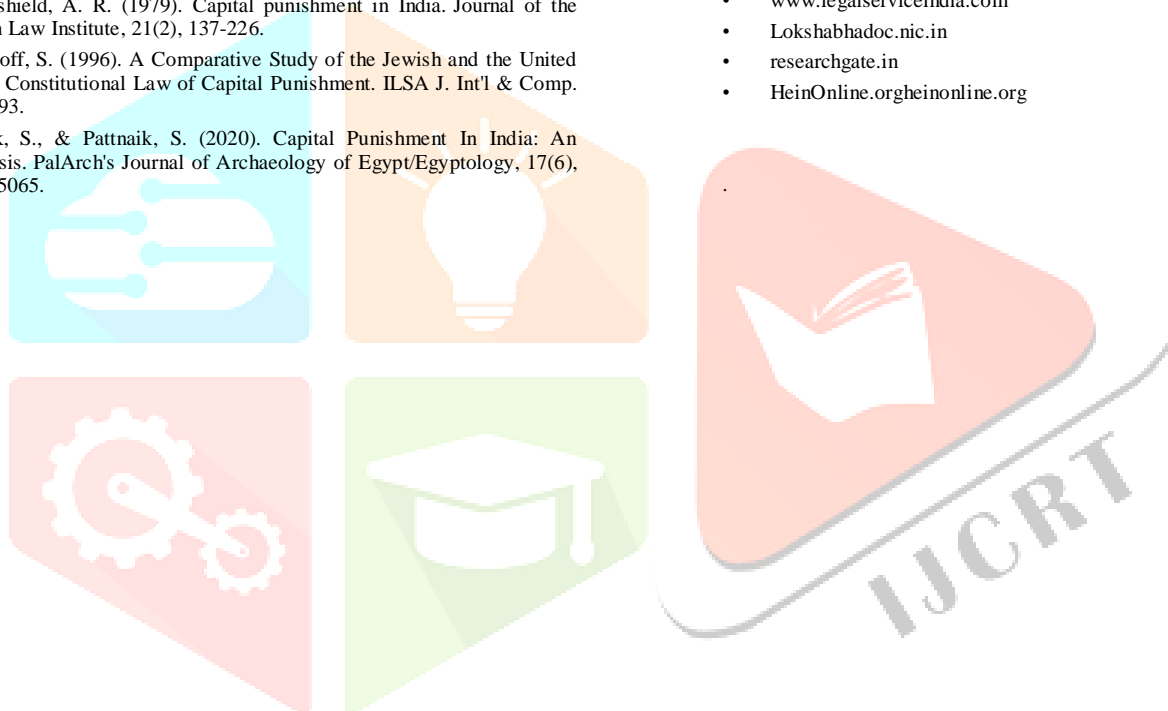 shield, A. R. (1979). Capital punishment in India. Journal of the
Law Institute, 21(2), 137-226.
off, S. (1996). A Comparative Study of the Jewish and the United
Constitutional Law of Capital Punishment. ILSA J. Int'l & Comp.
93.
S., & Pattnaik, S. (2020). Capital Punishment In India: An
sis. PalArch's Journal of Archaeology of Egypt/Egyptology, 17(6),
5065.
• www.legalserviceindia.com
• Lokshabhadoc.nic.in
• researchgate.in
• HeinOnline.orgheinonline.org
.
IJCRT